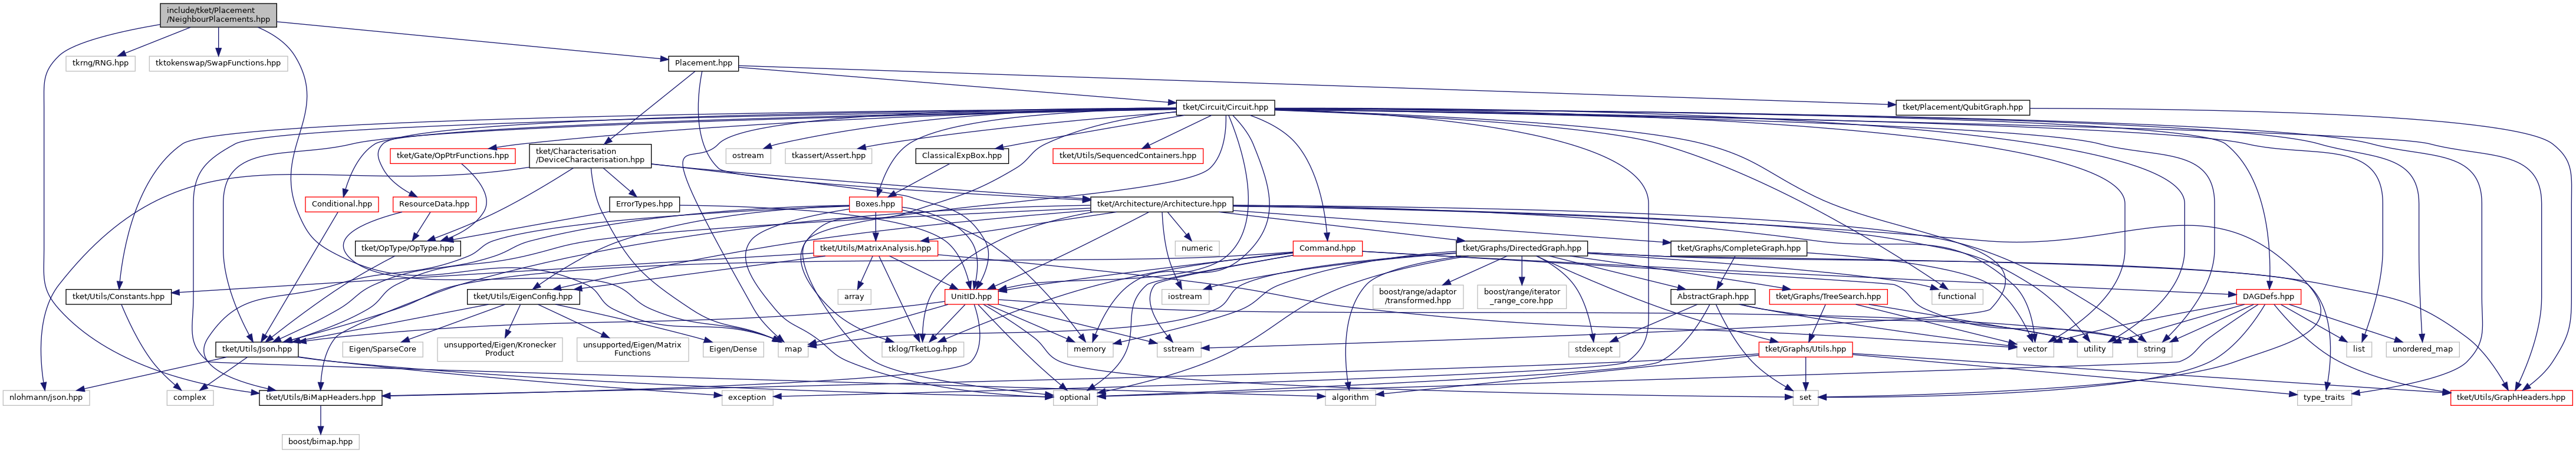 include/tket/Placement
/NeighbourPlacements.hpp
tkrng/RNG.hpp
tktokenswap/SwapFunctions.hpp
Placement.hpp
tket/Circuit/Circuit.hpp
tket/Placement/QubitGraph.hpp
tket/Gate/OpPtrFunctions.hpp
tket/Characterisation
/DeviceCharacterisation.hpp
ostream
tkassert/Assert.hpp
ClassicalExpBox.hpp
tket/Utils/SequencedContainers.hpp
Conditional.hpp
ResourceData.hpp
ErrorTypes.hpp
Boxes.hpp
tket/Architecture/Architecture.hpp
tket/OpType/OpType.hpp
tket/Utils/MatrixAnalysis.hpp
numeric
Command.hpp
tket/Graphs/DirectedGraph.hpp
tket/Graphs/CompleteGraph.hpp
tket/Utils/Constants.hpp
tket/Utils/EigenConfig.hpp
array
UnitID.hpp
iostream
boost/range/adaptor
/transformed.hpp
boost/range/iterator
_range_core.hpp
AbstractGraph.hpp
tket/Graphs/TreeSearch.hpp
functional
DAGDefs.hpp
tket/Utils/Json.hpp
Eigen/SparseCore
unsupported/Eigen/Kronecker
Product
unsupported/Eigen/Matrix
Functions
Eigen/Dense
map
tklog/TketLog.hpp
memory
sstream
stdexcept
tket/Graphs/Utils.hpp
vector
utility
string
list
unordered_map
nlohmann/json.hpp
complex
tket/Utils/BiMapHeaders.hpp
exception
optional
algorithm
set
type_traits
tket/Utils/GraphHeaders.hpp
boost/bimap.hpp